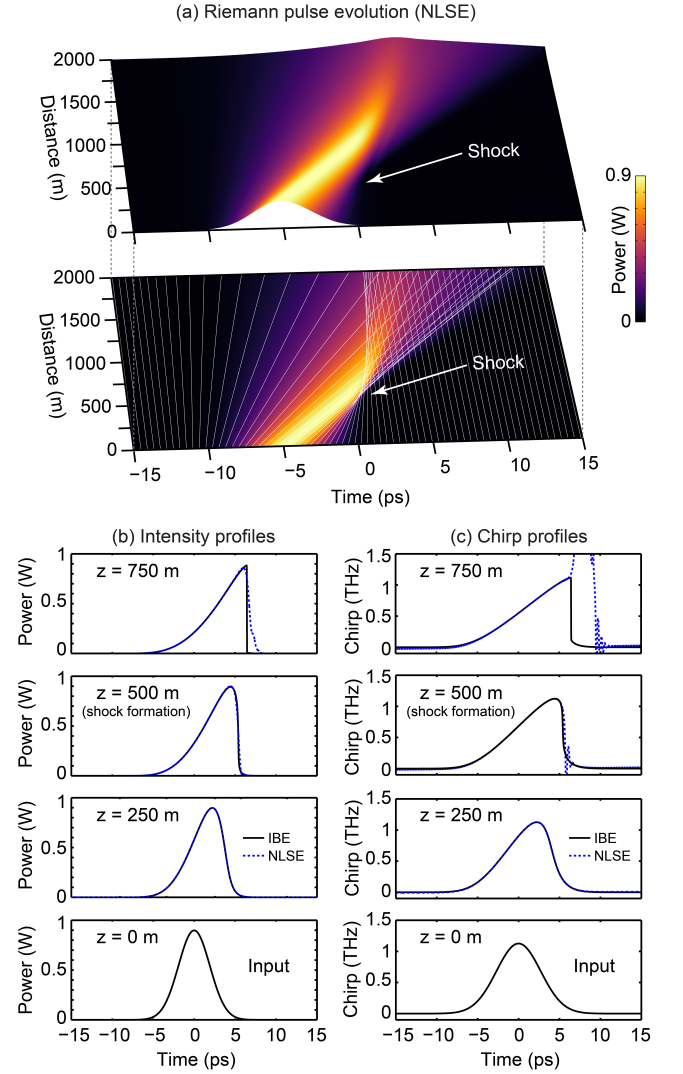 (a) Riemann pulse evolution (NLSE)
2000
1500
1000
500
0
Distance (m)
Shock
0.9
Power (W)
0
2000
1500
1000
500
0
Distance (m)
Shock
−15
−10
−5
0
5
10
15
Time (ps)
(b) Intensity profiles
1
0.5
0
Power (W)
z = 750 m
1
0.5
0
Power (W)
z = 500 m
(shock formation)
1
0.5
0
Power (W)
z = 250 m
IBE
NLSE
1
0.5
0
Power (W)
z = 0 m
Input
−15
−10
−5
0
5
10
15
Time (ps)
(c) Chirp profiles
1.5
1
0.5
0
Chirp (THz)
z = 750 m
1.5
1
0.5
0
Chirp (THz)
z = 500 m
(shock formation)
1.5
1
0.5
0
Chirp (THz)
z = 250 m
IBE
NLSE
1.5
1
0.5
0
Chirp (THz)
z = 0 m
Input
−15
−10
−5
0
5
10
15
Time (ps)